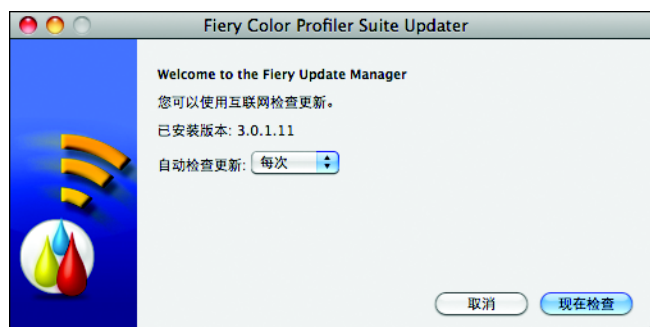 Fiery Color Profiler Suite Updater
Welcome to the Fiery Update Manager
您可以使用互联网检查更新。
已安装版本: 3.0.1.11
自动检查更新: 每次
取消 现在检查